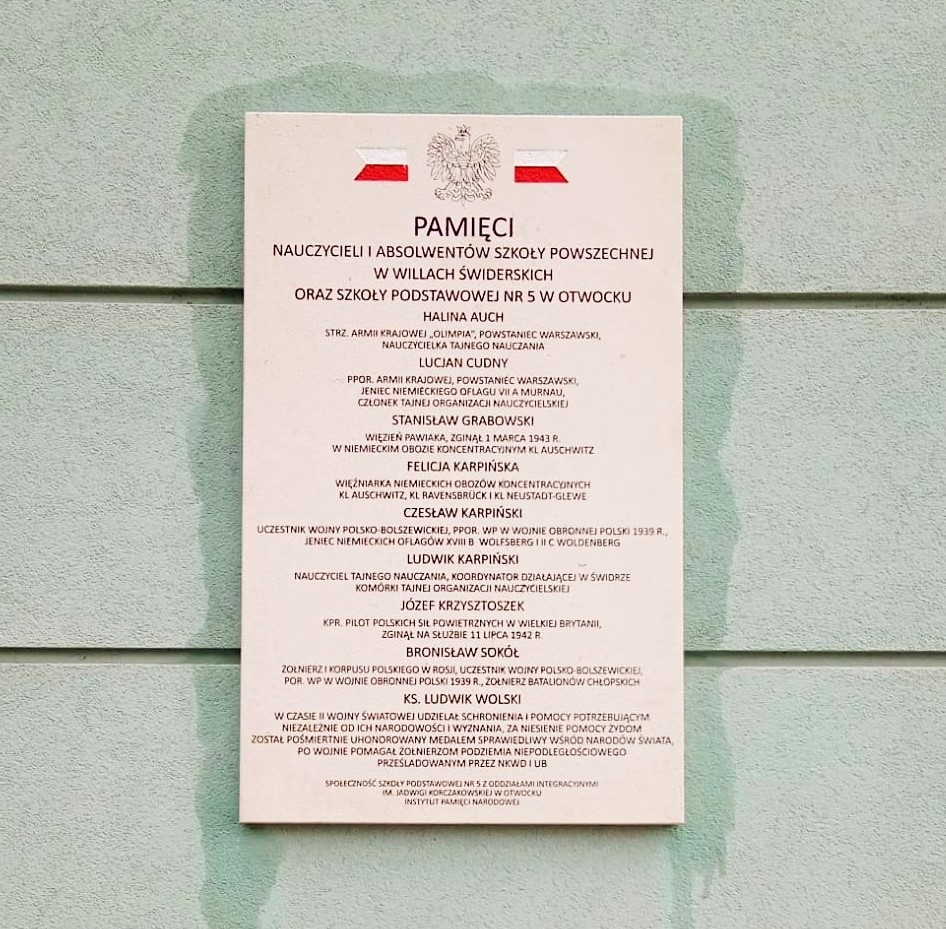 PAMIĘCI
NAUCZYCIELI I ABSOLWENTÓW SZKOŁY POWSZECHNEJ
W WILLACH ŚWIDERSKICH
ORAZ SZKOŁY PODSTAWOWEJ NR 5 W OTWOCKU
HALINA AUCH
STRZ. ARMII KRAJOWEJ „OLIMPIA”, POWSTANIEC WARSZAWSKI,
NAUCZYCIELKA TAJNEGO NAUCZANIA
LUCJAN CUDNY
PPOR. ARMII KRAJOWEJ, POWSTANIEC WARSZAWSKI,
JENIEC NIEMIECKIEGO OFLAGU VII A MURNAU,
CZŁONEK TAJNEJ ORGANIZACJI NAUCZYCIELSKIEJ
STANISŁAW GRABOWSKI
WIĘZIEŃ PAWIAKA, ZGINĄŁ 1 MARCA 1943 R.
W NIEMIECKIM OBOZIE KONCENTRACYJNYM KL AUSCHWITZ
FELICJA KARPIŃSKA
WIĘŹNIARKA NIEMIECKICH OBOZÓW KONCENTRACYJNYCH
KL AUSCHWITZ, KL RAVENSBRÜCK I KL NEUSTADT-GLEWE
CZESŁAW KARPIŃSKI
UCZESTNIK WOJNY POLSKO-BOLSZEWICKIEJ, PPOR. WP W WOJNIE OBRONNEJ POLSKI 1939 R.,
JENIEC NIEMIECKICH OFLAGÓW XVIII B WOLFSBERG I II C WOLDENBERG
LUDWIK KARPIŃSKI
NAUCZYCIEL TAJNEGO NAUCZANIA, KOORDYNATOR DZIAŁAJĄCEJ W ŚWIDRZE
KOMÓRKI TAJNEJ ORGANIZACJI NAUCZYCIELSKIEJ
JÓZEF KRZYSZTOSZEK
KPR. PILOT POLSKICH SIŁ POWIETRZNYCH W WIELKIEJ BRYTANII,
ZGINĄŁ NA SŁUŻBIE 11 LIPCA 1942 R.
BRONISŁAW SOKÓŁ
ŻOŁNIERZ I KORPUSU POLSKIEGO W ROSJI, UCZESTNIK WOJNY POLSKO-BOLSZEWICKIEJ,
POR. WP W WOJNIE OBRONNEJ POLSKI 1939 R., ŻOŁNIERZ BATALIONÓW CHŁOPSKICH
KS. LUDWIK WOLSKI
W CZASIE II WOJNY ŚWIATOWEJ UDZIELAŁ SCHRONIENIA I POMOCY POTRZEBUJĄCYM
NIEZALEŻNIE OD ICH NARODOWOŚCI I WYZNANIA, ZA NIESIENIE POMOCY ŻYDOM
ZOSTAŁ POŚMIERTNIE UHONOROWANY MEDALEM SPRAWIEDLIWY WŚRÓD NARODÓW ŚWIATA,
PO WOJNIE POMAGAŁ ŻOŁNIERZOM PODZIEMIA NIEPODLEGŁOŚCIOWEGO
PRZEŚLADOWANYM PRZEZ NKWD I UB
SPOŁECZNOŚĆ SZKOŁY PODSTAWOWEJ NR 5 Z ODDZIAŁAMI INTEGRACYJNYMI
IM. JADWIGI KORCZAKOWSKIEJ W OTWOCKU
INSTYTUT PAMIĘCI NARODOWEJ